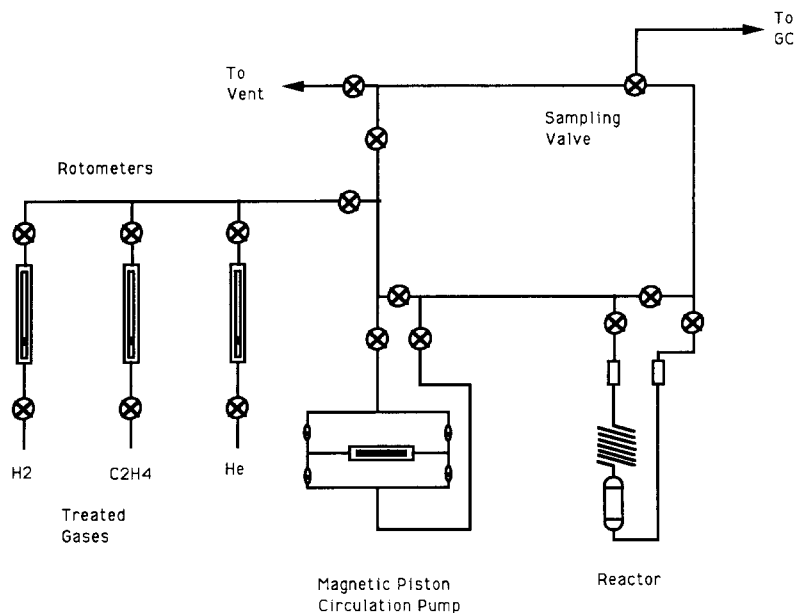 To
GC
To
Vent
Sampling
Valve
Rotometers
H2
C2H4
He
Treated
Gases
Magnetic Piston
Circulation Pump
Reactor